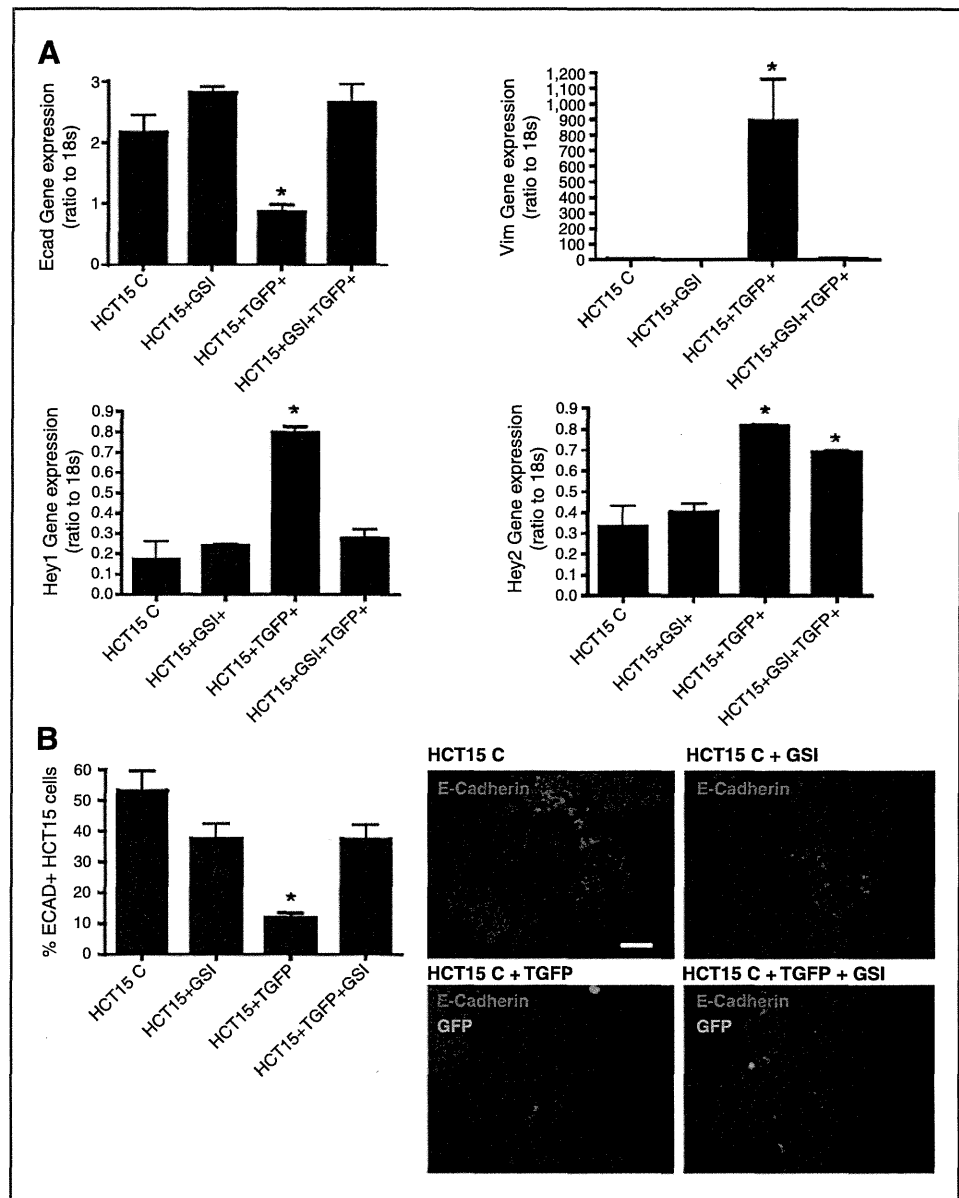 A
Ecad Gene expression
(ratio to 18s)
3
2
1
0
*
HCT15 C
HCT15+GSI
HCT15+TGFP+
HCT15+GSI+TGFP+
Vim Gene expression
(ratio to 18s)
1,200
1,100
1,000
900
800
700
600
500
400
300
200
100
0
*
HCT15 C
HCT15+GSI
HCT15+TGFP+
HCT15+GSI+TGFP+
Hey1 Gene expression
(ratio to 18s)
0.9
0.8
0.7
0.6
0.5
0.4
0.3
0.2
0.1
0.0
*
HCT15 C
HCT15+GSI+
HCT15+TGFP+
HCT15+GSI+TGFP+
Hey2 Gene expression
(ratio to 18s)
0.9
0.8
0.7
0.6
0.5
0.4
0.3
0.2
0.1
0.0
*
*
HCT15 C
HCT15+GSI+
HCT15+TGFP+
HCT15+GSI+TGFP+
B
% ECAD+ HCT15 cells
60
50
40
30
20
10
0
*
HCT15 C
HCT15+GSI
HCT15+TGFP
HCT15+TGFP+GSI
HCT15 C
E-Cadherin
HCT15 C + GSI
E-Cadherin
HCT15 C + TGFP
E-Cadherin
GFP
HCT15 C + TGFP + GSI
E-Cadherin
GFP